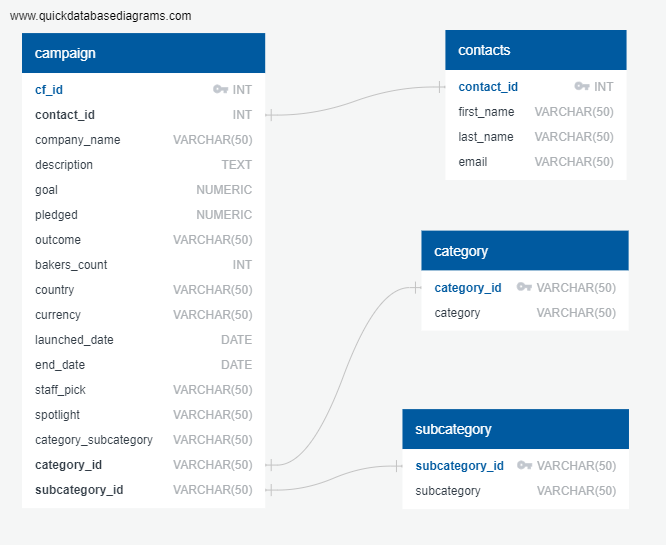 www.quickdatabasediagrams.com
campaign
cf_id INT
contact_id INT
company_name VARCHAR(50)
description TEXT
goal NUMERIC
pledged NUMERIC
outcome VARCHAR(50)
bakers_count INT
country VARCHAR(50)
currency VARCHAR(50)
launched_date DATE
end_date DATE
staff_pick VARCHAR(50)
spotlight VARCHAR(50)
category_subcategory VARCHAR(50)
category_id VARCHAR(50)
subcategory_id VARCHAR(50)
contacts
contact_id INT
first_name VARCHAR(50)
last_name VARCHAR(50)
email VARCHAR(50)
category
category_id VARCHAR(50)
category VARCHAR(50)
subcategory
subcategory_id VARCHAR(50)
subcategory VARCHAR(50)